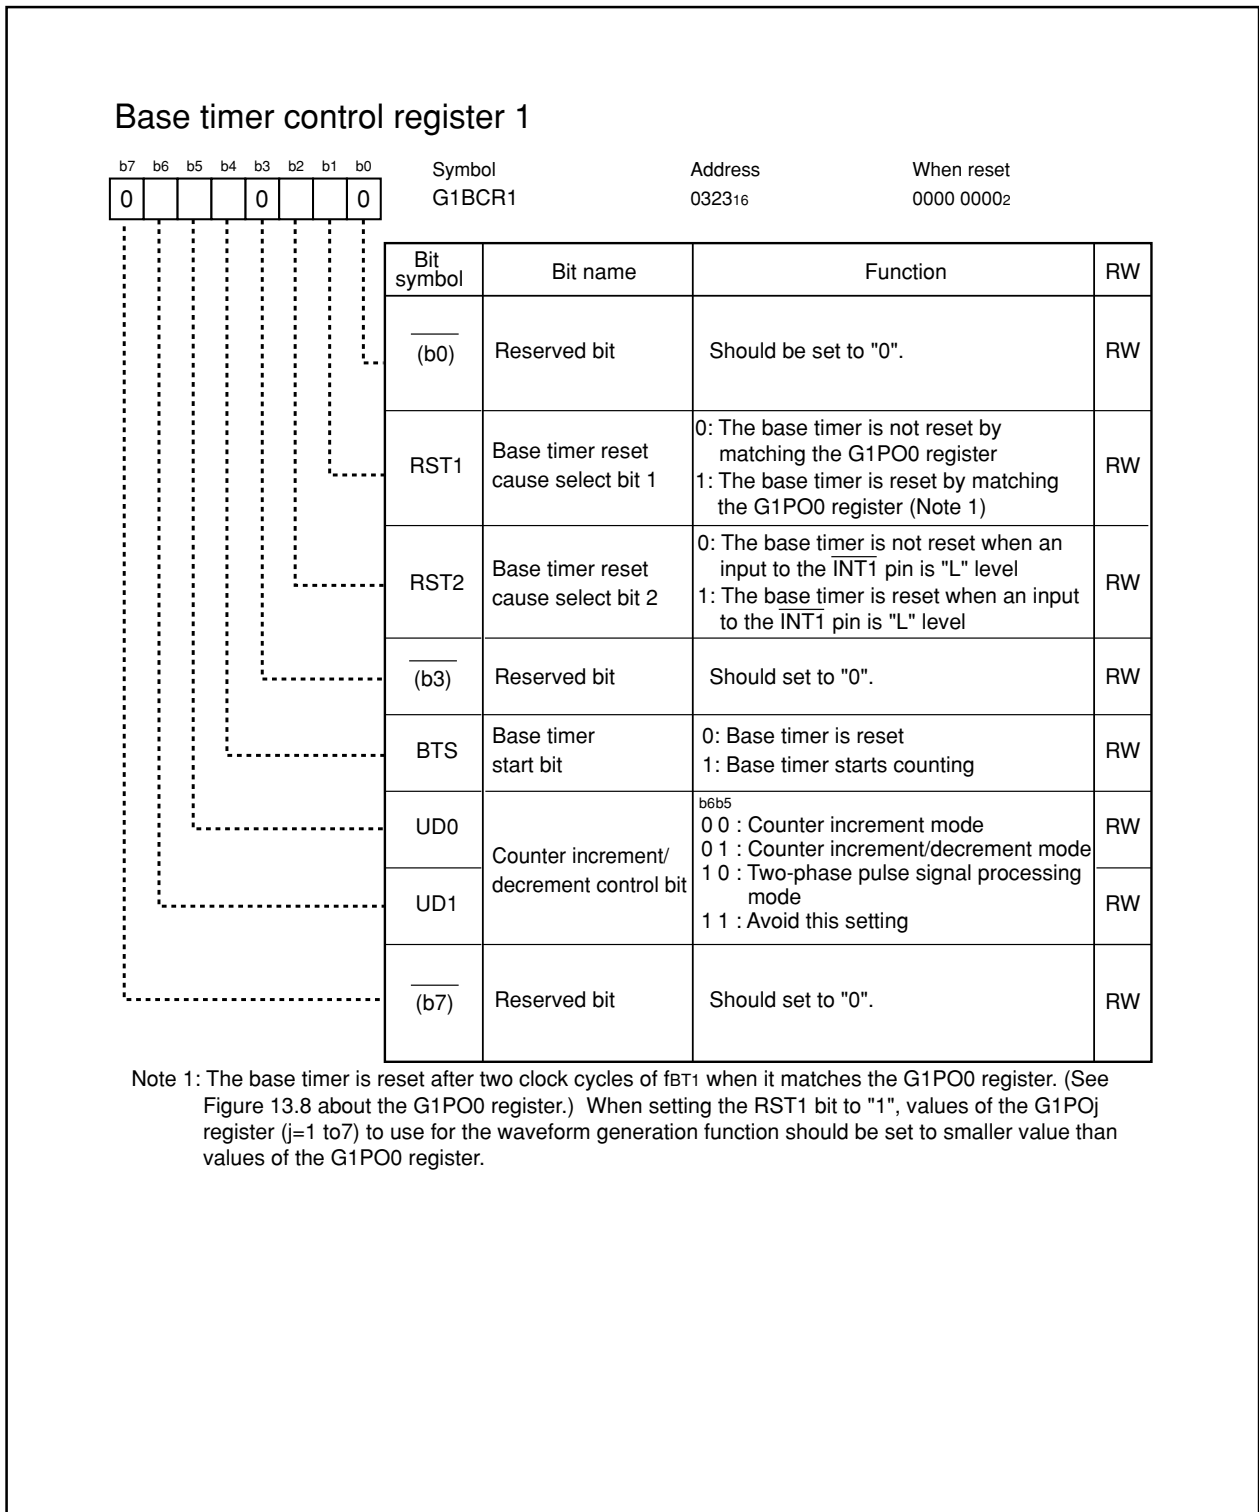 Base timer control register 1
b7 b6 b5 b4 b3 b2 b1 b0
0 0 0
Symbol Address When reset
G1BCR1 032316 0000 00002
Bit symbol Bit name Function RW
(b0) Reserved bit Should be set to "0". RW
RST1 Base timer reset cause select bit 1
0: The base timer is not reset by
matching the G1PO0 register
1: The base timer is reset by matching
the G1PO0 register (Note 1)
RW
RST2 Base timer reset cause select bit 2
0: The base timer is not reset when an
input to the INT1 pin is "L" level
1: The base timer is reset when an input
to the INT1 pin is "L" level
RW
(b3) Reserved bit Should set to "0". RW
BTS Base timer start bit
0: Base timer is reset
1: Base timer starts counting
RW
UD0
UD1
Counter increment/
decrement control bit
b6b5
0 0 : Counter increment mode
0 1 : Counter increment/decrement mode
1 0 : Two-phase pulse signal processing
mode
1 1 : Avoid this setting
RW
RW
(b7) Reserved bit Should set to "0". RW
Note 1: The base timer is reset after two clock cycles of fBT1 when it matches the G1PO0 register. (See
Figure 13.8 about the G1PO0 register.) When setting the RST1 bit to "1", values of the G1POj
register (j=1 to7) to use for the waveform generation function should be set to smaller value than
values of the G1PO0 register.